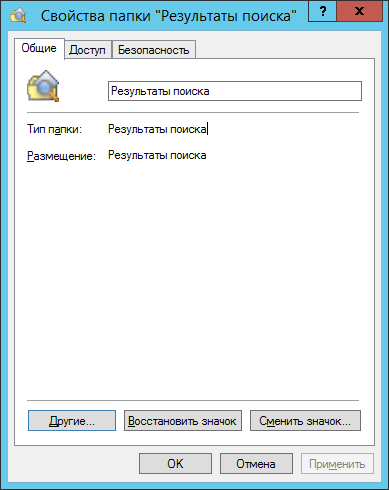 Свойства папки "Результаты поиска"
? x
Общие Доступ Безопасность
Результаты поиска
Тип папки: Результаты поиска
Размещение: Результаты поиска
Другие... Восстановить значок Сменить значок...
OK Отмена Применить